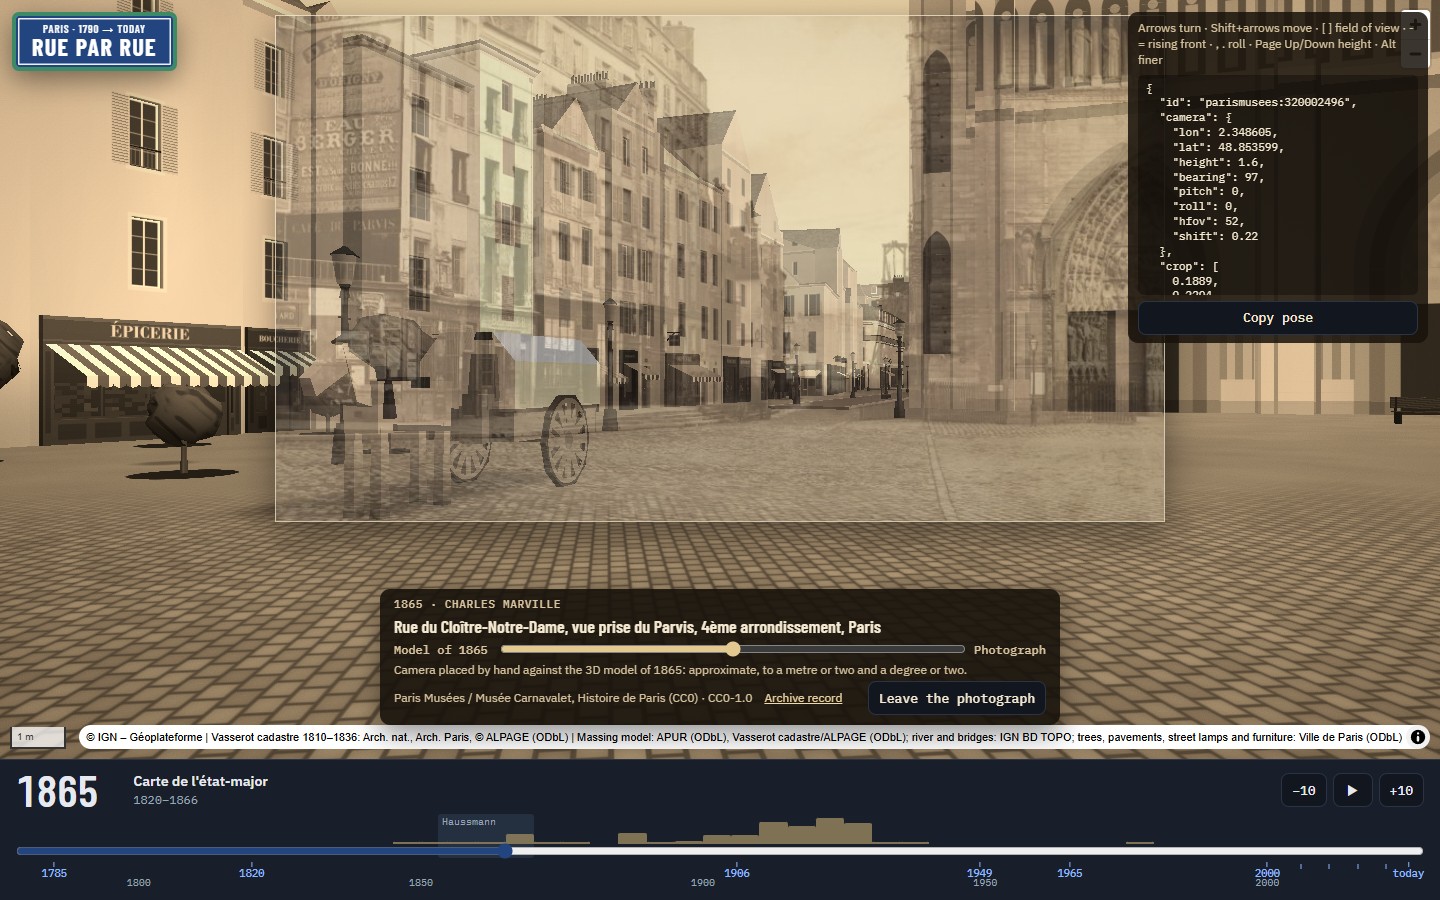 PARIS · 1790 → TODAY
RUE PAR RUE
Arrows turn · Shift+arrows move · [ ] field of view · -
= rising front · , . roll · Page Up/Down height · Alt
finer
{
"id": "parismusees:320002496",
"camera": {
"lon": 2.348605,
"lat": 48.853599,
"height": 1.6,
"bearing": 97,
"pitch": 0,
"roll": 0,
"hfov": 52,
"shift": 0.22
},
"crop": [
0.1889,
Copy pose
EAU
BERGER
ÉPICERIE
1865 · CHARLES MARVILLE
Rue du Cloître-Notre-Dame, vue prise du Parvis, 4ème arrondissement, Paris
Model of 1865
Photograph
Camera placed by hand against the 3D model of 1865: approximate, to a metre or two and a degree or two.
Paris Musées / Musée Carnavalet, Histoire de Paris (CC0) · CC0-1.0 Archive record
Leave the photograph
1 m
© IGN – Géoplateforme | Vasserot cadastre 1810–1836: Arch. nat., Arch. Paris, © ALPAGE (ODbL) | Massing model: APUR (ODbL), Vasserot cadastre/ALPAGE (ODbL); river and bridges: IGN BD TOPO; trees, pavements, street lamps and furniture: Ville de Paris (ODbL)
1865
Carte de l'état-major
1820–1866
−10
+10
Haussmann
1785 1820 1906 1949 1965 2000 today
1800 1850 1900 1950 2000